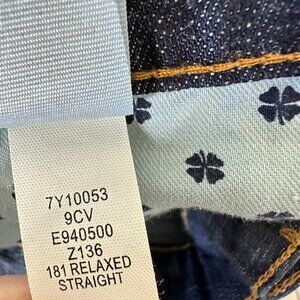 7Y10053
9CV
E940500
Z136
181 RELAXED
STRAIGHT